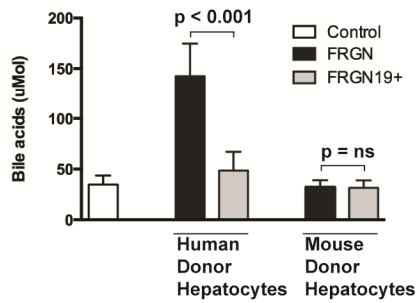 p < 0.001
Control
FRGN
FRGN19+
Bile acids (uMol)
200
150
100
50
0
p = ns
Human
Donor
Hepatocytes
Mouse
Donor
Hepatocytes